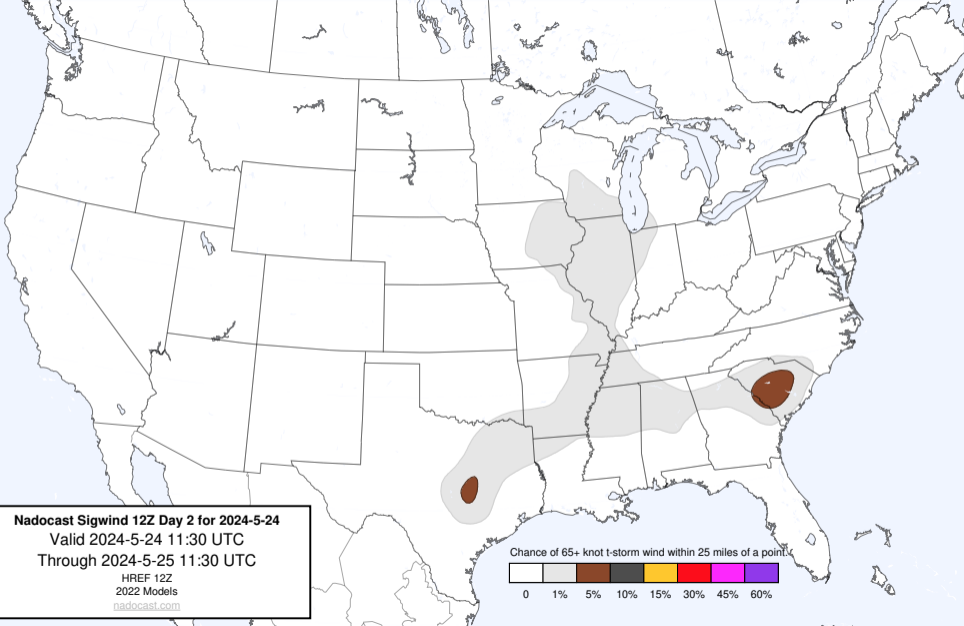 Nadocast Sigwind 12Z Day 2 for 2024-5-24
Valid 2024-5-24 11:30 UTC
Through 2024-5-25 11:30 UTC
HREF 12Z
2022 Models
nadocast.com
Chance of 65+ knot t-storm wind within 25 miles of a point.
0 1% 5% 10% 15% 30% 45% 60%